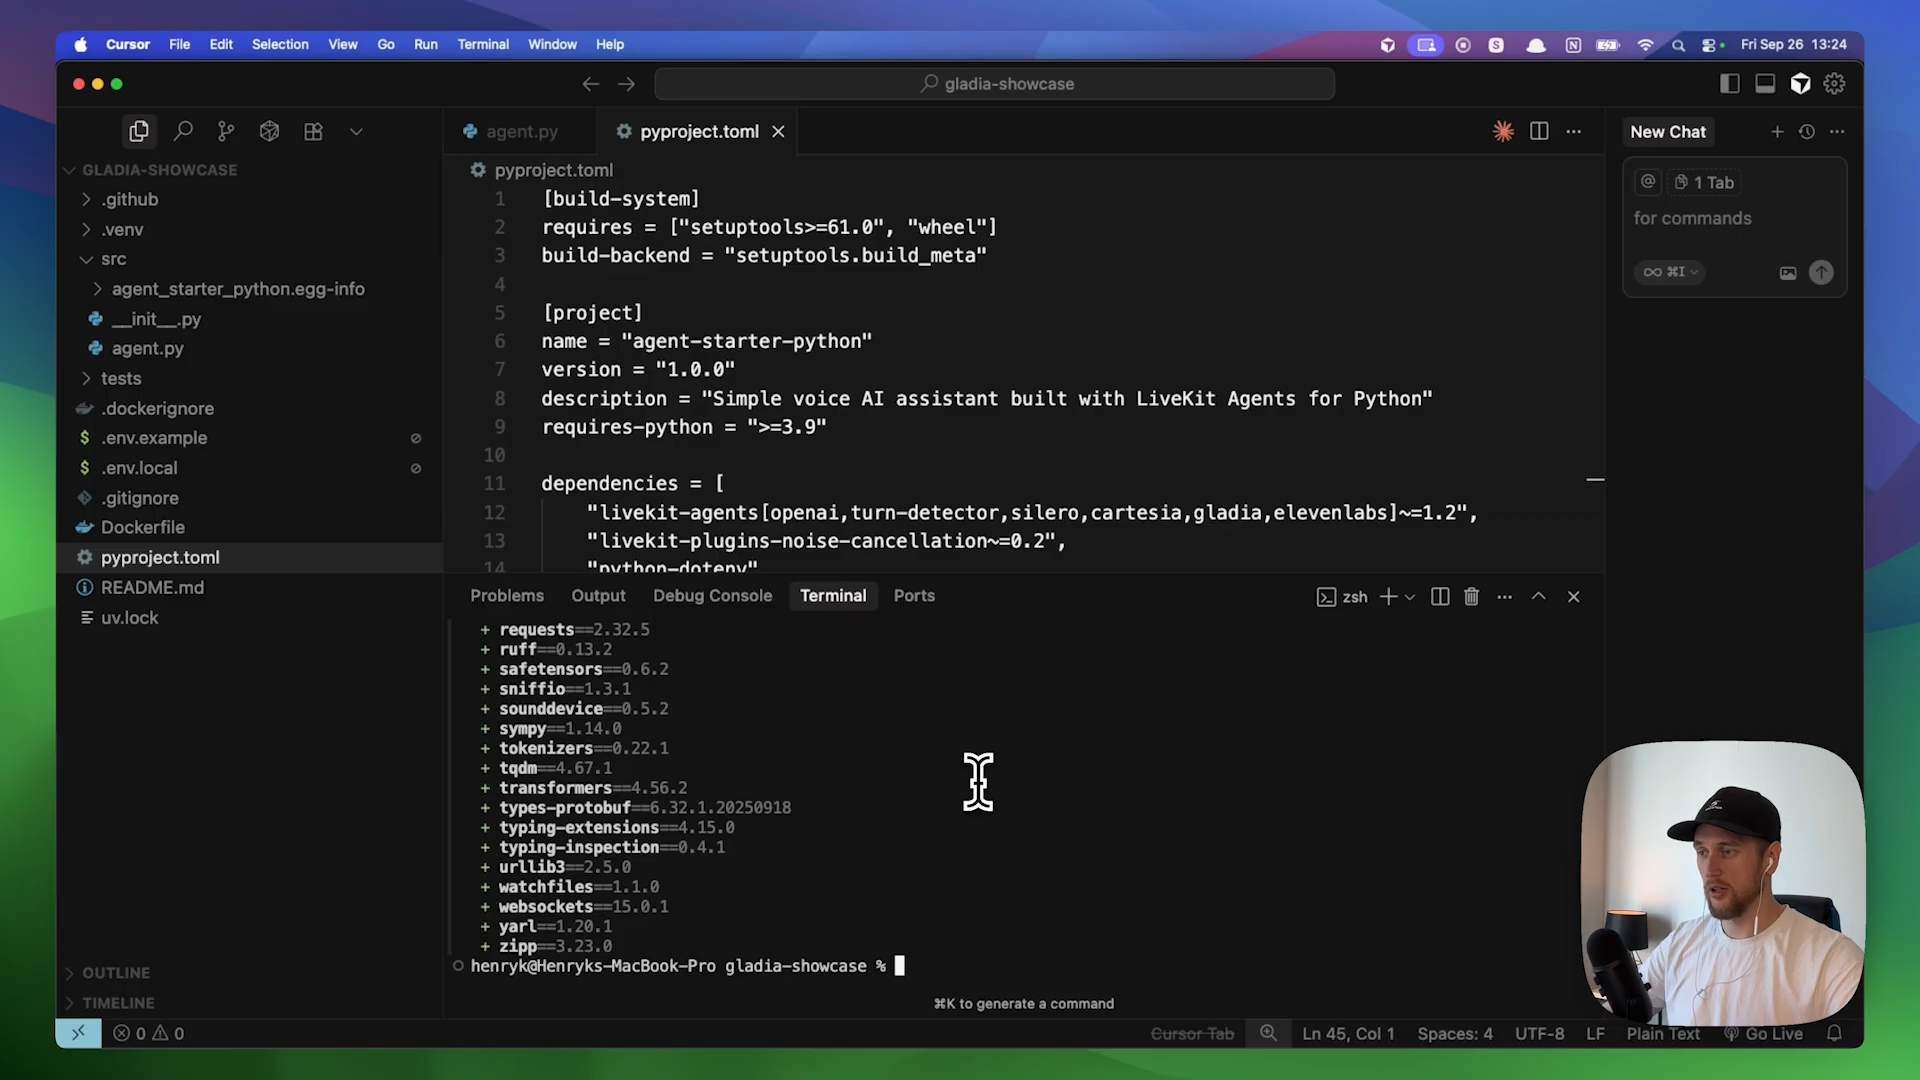 Cursor File Edit Selection View Go Run Terminal Window Help
Fri Sep 26 13:24
gladia-showcase
agent.py
pyproject.toml
New Chat
GLADIA-SHOWCASE
.github
.venv
src
agent_starter_python.egg-info
__init__.py
agent.py
tests
.dockerignore
.env.example
.env.local
.gitignore
Dockerfile
pyproject.toml
README.md
uv.lock
OUTLINE
TIMELINE
pyproject.toml
1 [build-system]
2 requires = ["setuptools>=61.0", "wheel"]
3 build-backend = "setuptools.build_meta"
4
5 [project]
6 name = "agent-starter-python"
7 version = "1.0.0"
8 description = "Simple voice AI assistant built with LiveKit Agents for Python"
9 requires-python = ">=3.9"
10
11 dependencies = [
12 "livekit-agents[openai,turn-detector,silero,cartesia,gladia,elevenlabs]~=1.2",
13 "livekit-plugins-noise-cancellation~=0.2",
14 "python-dotenv"
@ 1 Tab
for commands
∞ ⌘I
Problems Output Debug Console Terminal Ports
zsh
+ requests==2.32.5
+ ruff==0.13.2
+ safetensors==0.6.2
+ sniffio==1.3.1
+ sounddevice==0.5.2
+ sympy==1.14.0
+ tokenizers==0.22.1
+ tqdm==4.67.1
+ transformers==4.56.2
+ types-protobuf==6.32.1.20250918
+ typing-extensions==4.15.0
+ typing-inspection==0.4.1
+ urllib3==2.5.0
+ watchfiles==1.1.0
+ websockets==15.0.1
+ yarl==1.20.1
+ zipp==3.23.0
henryk@Henryks-MacBook-Pro gladia-showcase %
⌘K to generate a command
0 0
Cursor Tab
Ln 45, Col 1
Spaces: 4
UTF-8
LF
Plain Text
Go Live